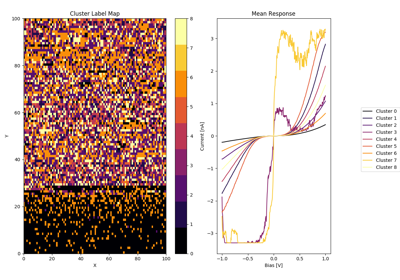 Cluster Label Map
Mean Response
100
80
60
40
20
0
y
0 20 40 60 80 100
x
8
7
6
5
4
3
2
1
0
Current [nA]
3
2
1
0
−1
−2
−3
−1.0 −0.5 0.0 0.5 1.0
Bias [V]
Cluster 0
Cluster 1
Cluster 2
Cluster 3
Cluster 4
Cluster 5
Cluster 6
Cluster 7
Cluster 8